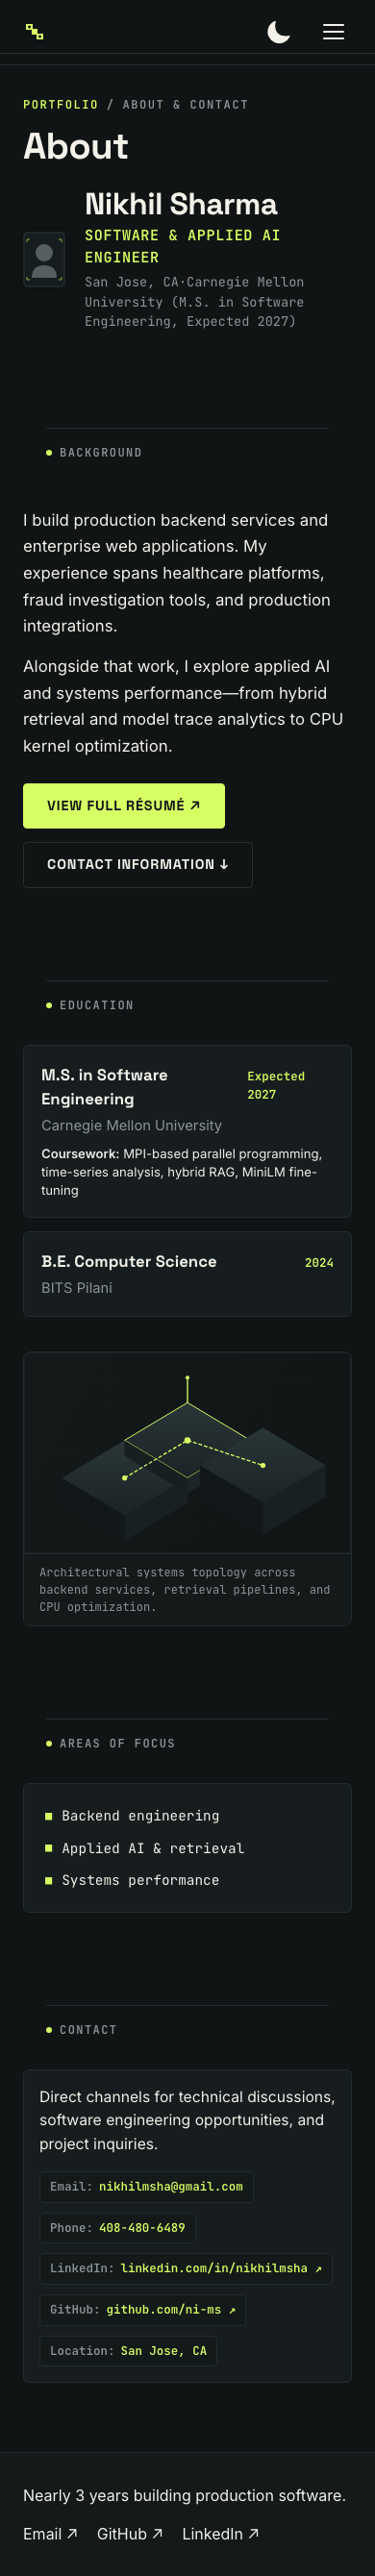 PORTFOLIO / ABOUT & CONTACT
About
Nikhil Sharma
SOFTWARE & APPLIED AI
ENGINEER
San Jose, CA·Carnegie Mellon
University (M.S. in Software
Engineering, Expected 2027)
BACKGROUND
I build production backend services and
enterprise web applications. My
experience spans healthcare platforms,
fraud investigation tools, and production
integrations.
Alongside that work, I explore applied AI
and systems performance—from hybrid
retrieval and model trace analytics to CPU
kernel optimization.
VIEW FULL RÉSUMÉ ↗
CONTACT INFORMATION ↓
EDUCATION
M.S. in Software
Engineering
Expected
2027
Carnegie Mellon University
Coursework: MPI-based parallel programming,
time-series analysis, hybrid RAG, MiniLM fine-
tuning
B.E. Computer Science 2024
BITS Pilani
Architectural systems topology across
backend services, retrieval pipelines, and
CPU optimization.
AREAS OF FOCUS
Backend engineering
Applied AI & retrieval
Systems performance
CONTACT
Direct channels for technical discussions,
software engineering opportunities, and
project inquiries.
Email: nikhilmsha@gmail.com
Phone: 408-480-6489
LinkedIn: linkedin.com/in/nikhilmsha ↗
GitHub: github.com/ni-ms ↗
Location: San Jose, CA
Nearly 3 years building production software.
Email ↗ GitHub ↗ LinkedIn ↗